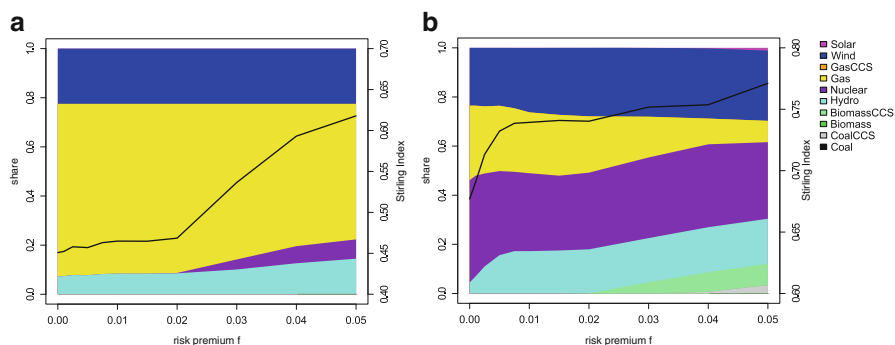 a
share
0.0 0.2 0.4 0.6 0.8 1.0
0.00 0.01 0.02 0.03 0.04 0.05
risk premium f
0.40 0.45 0.50 0.55 0.60 0.65 0.70
Stirling Index
b
share
0.0 0.2 0.4 0.6 0.8 1.0
0.00 0.01 0.02 0.03 0.04 0.05
risk premium f
0.60 0.65 0.70 0.75 0.80
Stirling Index
Solar
Wind
GasCCS
Gas
Nuclear
Hydro
BiomassCCS
Biomass
CoalCCS
Coal